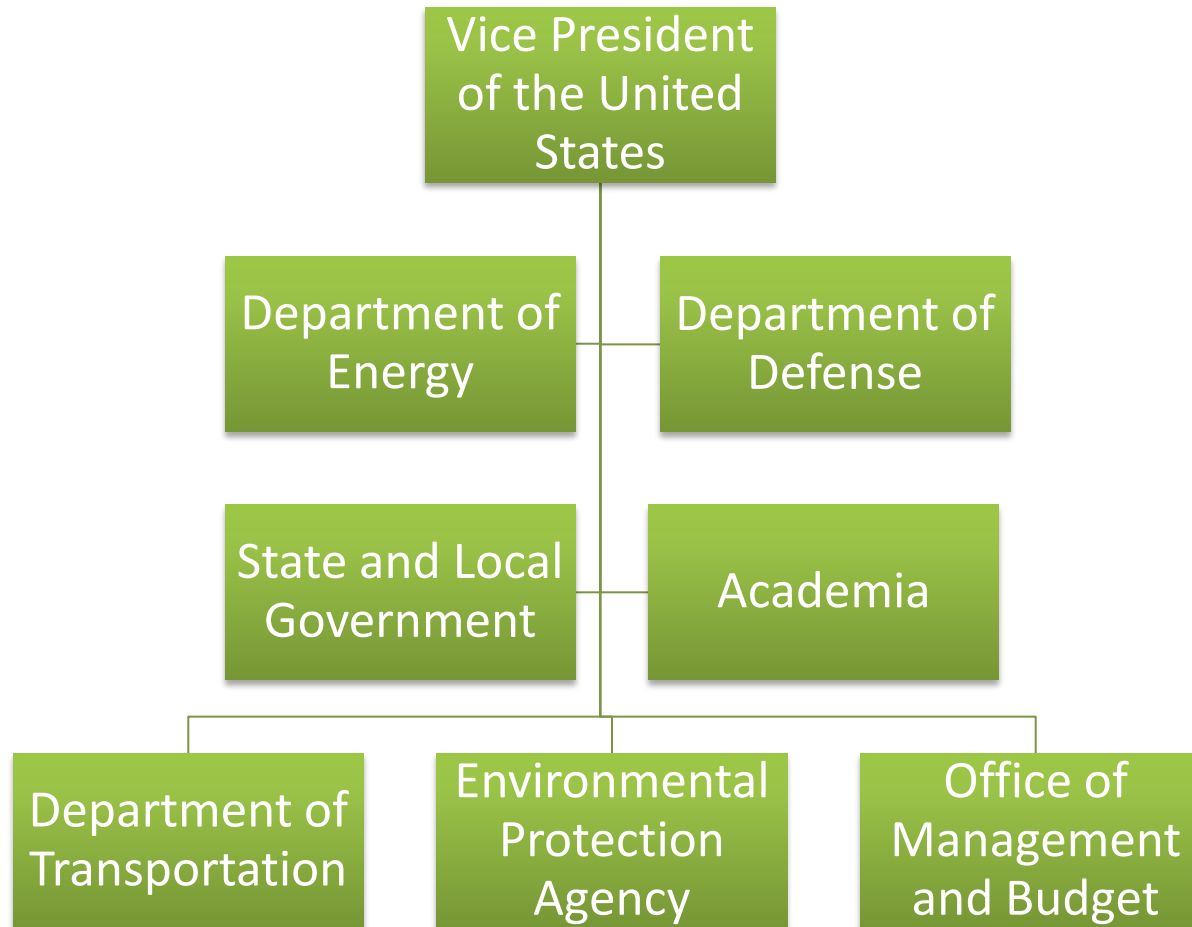 Vice President
of the United
States
Department of
Energy
Department of
Defense
State and Local
Government
Academia
Department of
Transportation
Environmental
Protection
Agency
Office of
Management
and Budget